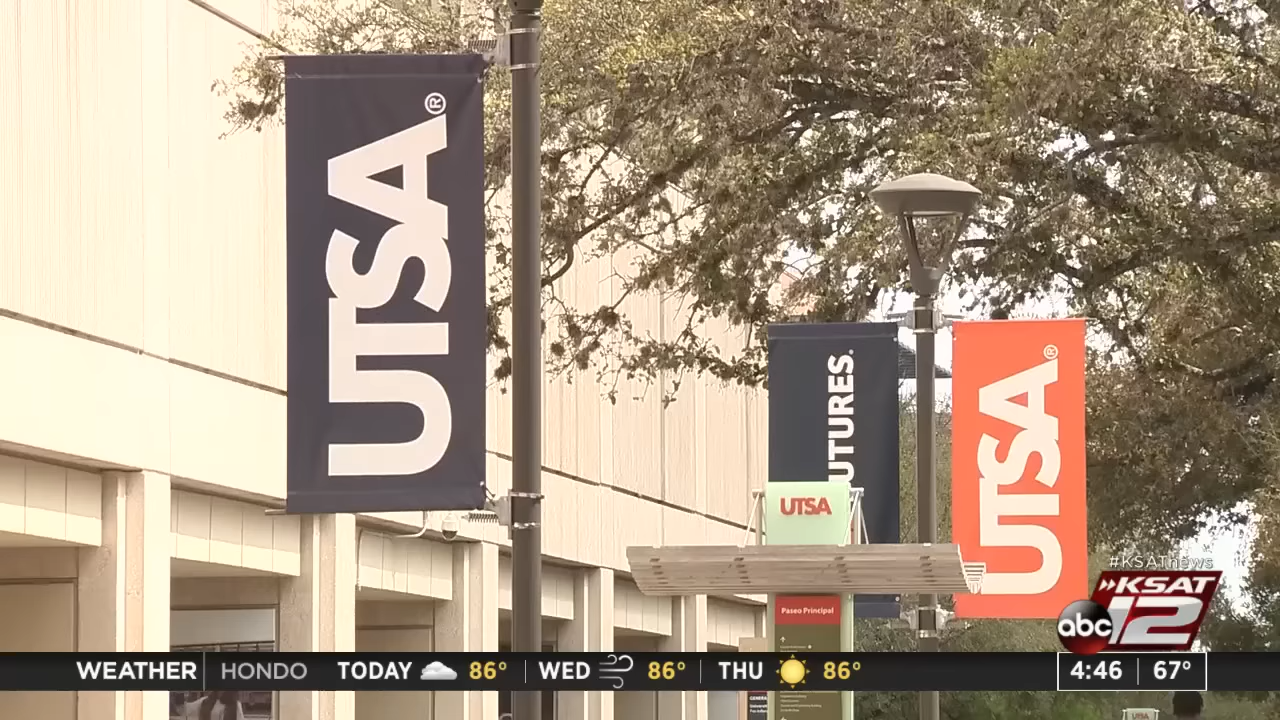 UTSA®
UTURES.
UTSA®
UTSA
Paseo Principal
#KSATnews
KSAT
12
abc
WEATHER HONDO TODAY 86° WED 86° THU 86°
4:46 67°
UTSA